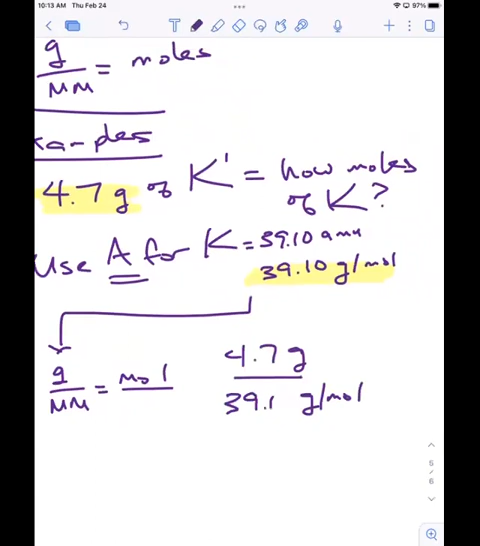 10:13 AM Thu Feb 24
97%
T
g
MM = moles
xamples
4.7 g of K' = how moles
of K?
Use A for K = 39.10 amu
39.10 g/mol
g
MM = mol
4.7 g
39.1 g/mol
5
/
6